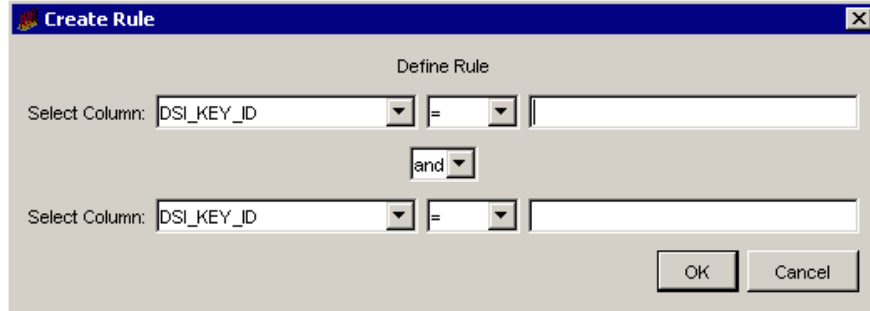 Create Rule
Define Rule
Select Column: DSI_KEY_ID =
and
Select Column: DSI_KEY_ID =
OK Cancel